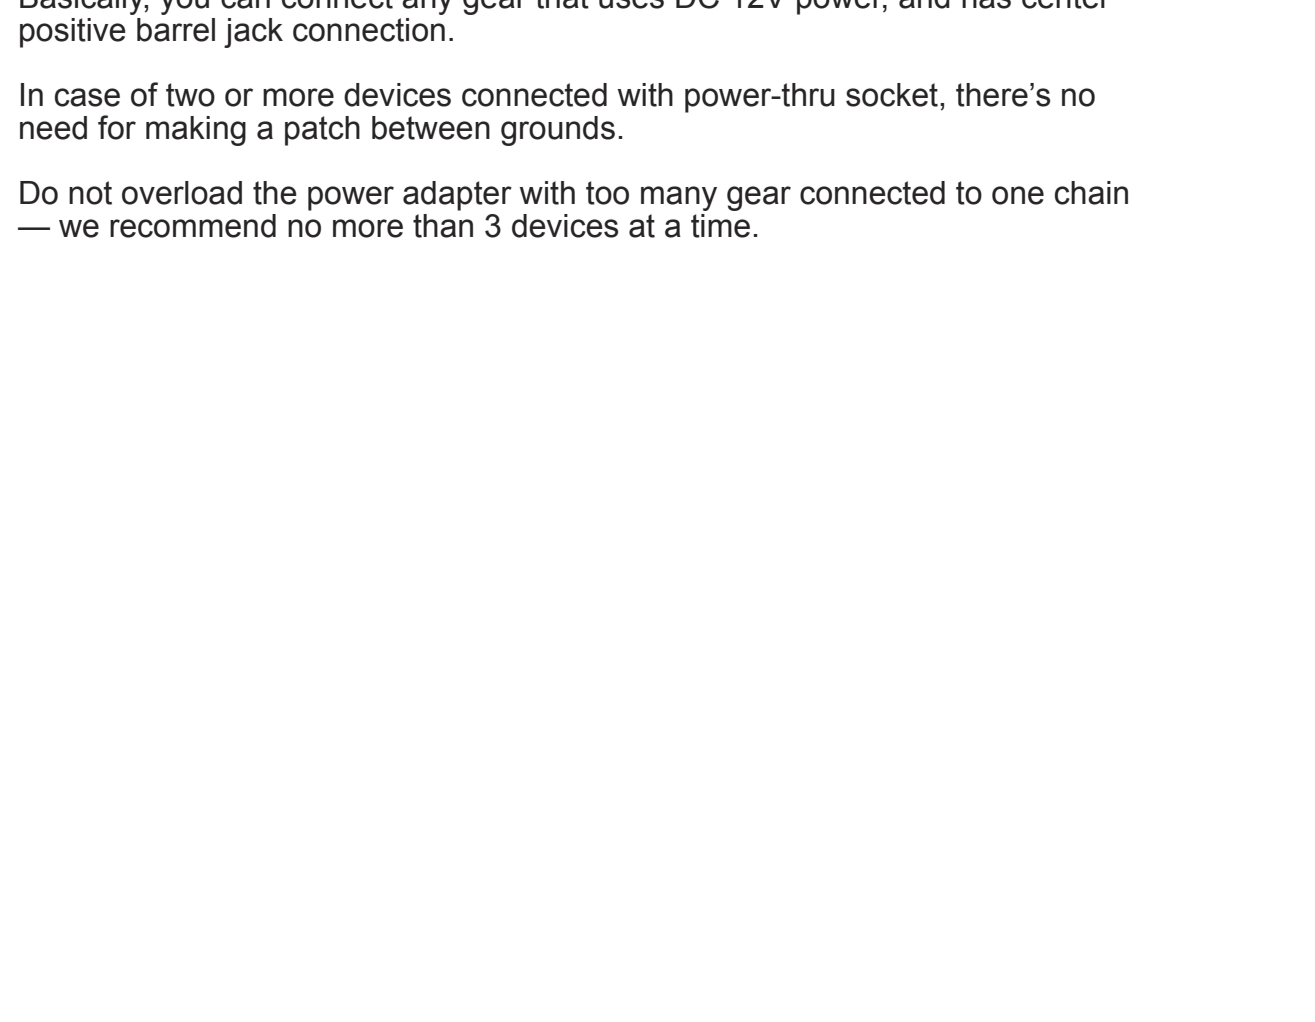 Basically, you can connect any gear that uses DC 12V power, and has center
positive barrel jack connection.
In case of two or more devices connected with power-thru socket, there’s no
need for making a patch between grounds.
Do not overload the power adapter with too many gear connected to one chain
— we recommend no more than 3 devices at a time.